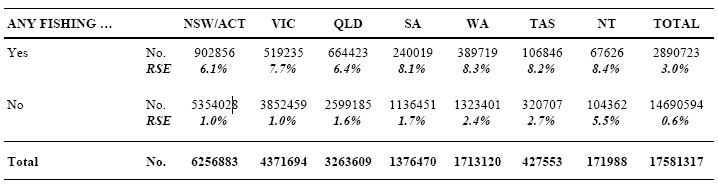 ANY FISHING … NSW/ACT VIC QLD SA WA TAS NT TOTAL
Yes No. 902856 519235 664423 240019 389719 106846 67626 2890723
RSE 6.1% 7.7% 6.4% 8.1% 8.3% 8.2% 8.4% 3.0%
No No. 5354028 3852459 2599185 1136451 1323401 320707 104362 14690594
RSE 1.0% 1.0% 1.6% 1.7% 2.4% 2.7% 5.5% 0.6%
Total No. 6256883 4371694 3263609 1376470 1713120 427553 171988 17581317